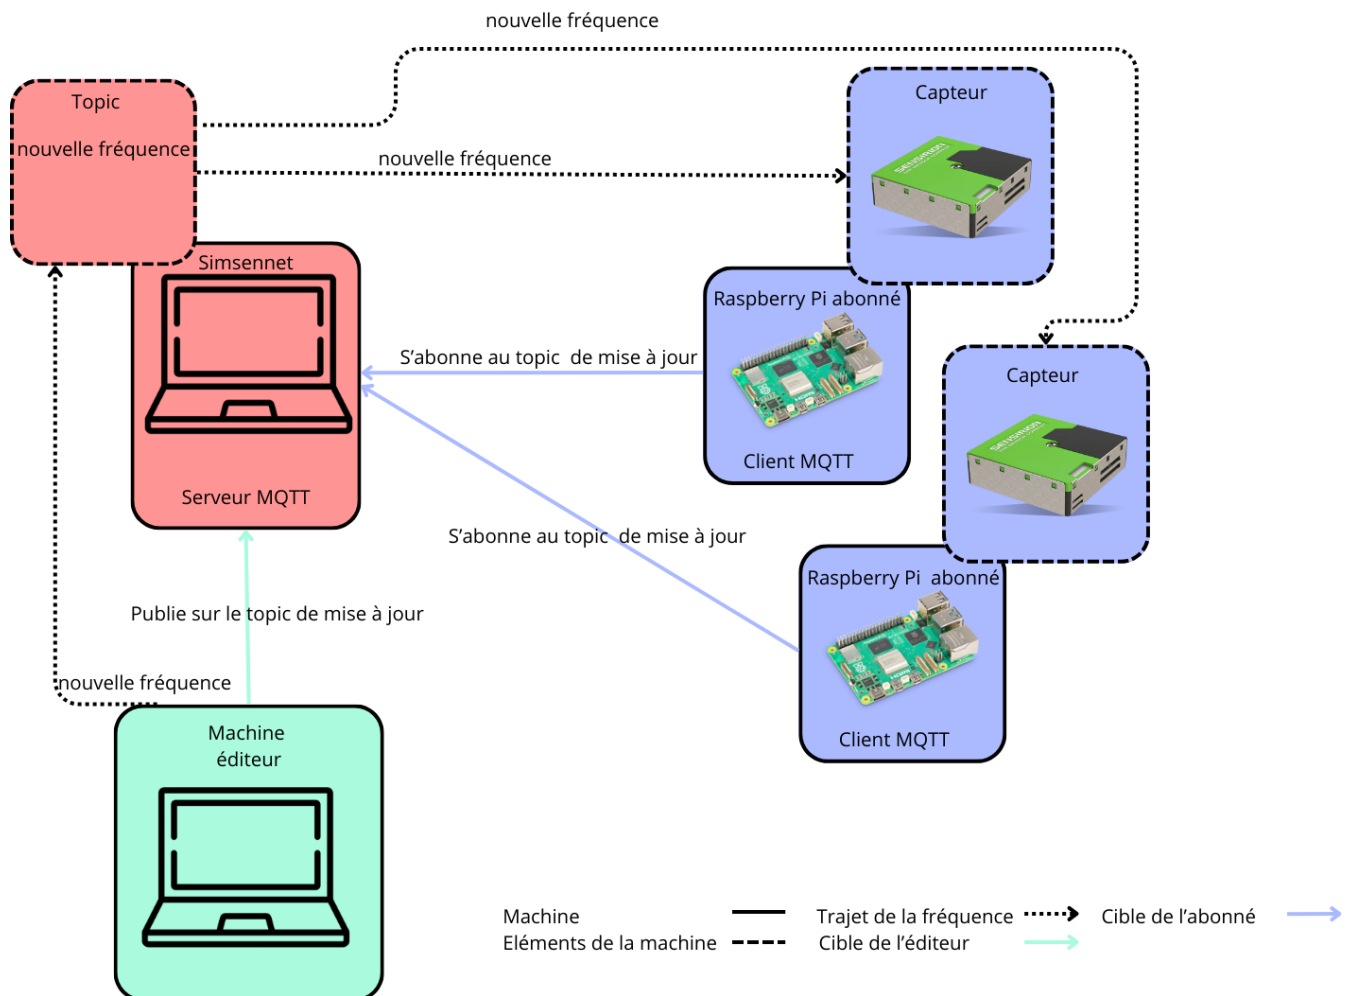 nouvelle fréquence
Topic
nouvelle fréquence
nouvelle fréquence
Capteur
SENSIRION
Simsennet
Raspberry Pi abonné
S’abonne au topic  de mise à jour
Client MQTT
Capteur
SENSIRION
Serveur MQTT
S’abonne au topic  de mise à jour
Raspberry Pi  abonné
Client MQTT
Publie sur le topic de mise à jour
nouvelle fréquence
Machine
éditeur
Machine
Trajet de la fréquence
Cible de l’abonné
Eléments de la machine
Cible de l’éditeur